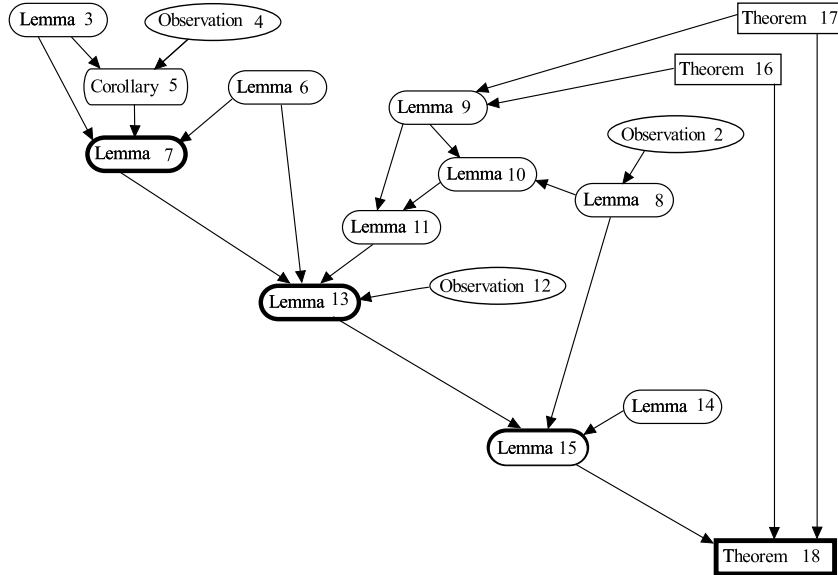 Lemma 3
Observation 4
Theorem 17
Theorem 16
Corollary 5
Lemma 6
Lemma 9
Observation 2
Lemma 7
Lemma 10
Lemma 8
Lemma 11
Observation 12
Lemma 13
Lemma 14
Lemma 15
Theorem 18